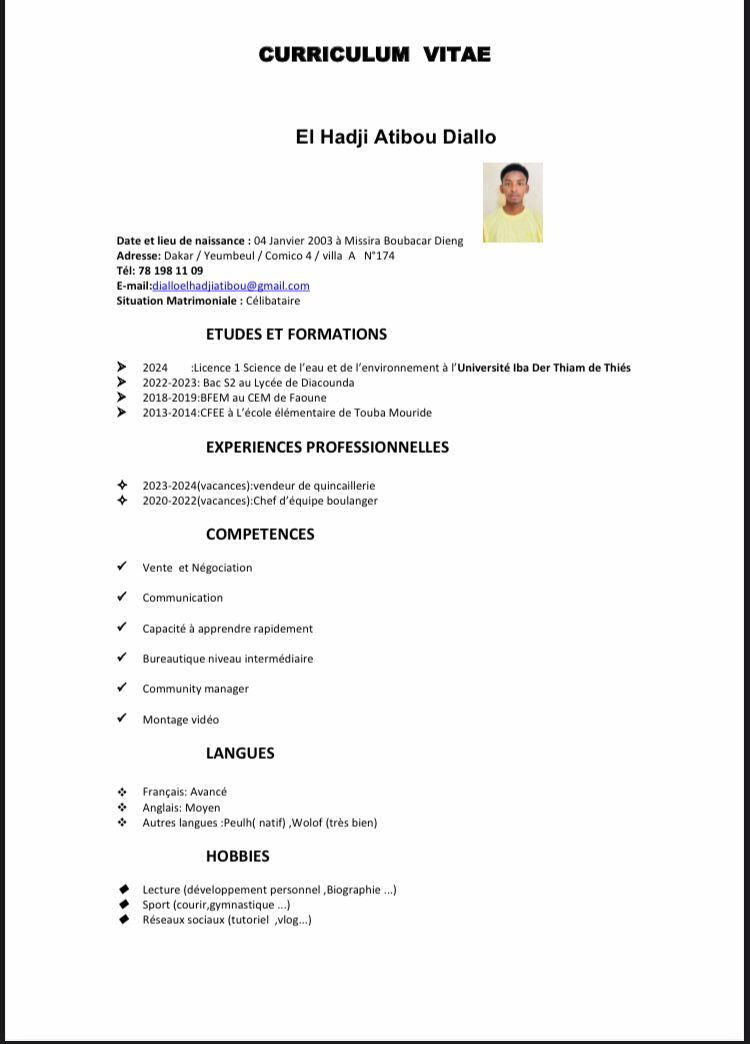 CURRICULUM VITAE
El Hadji Atibou Diallo
Date et lieu de naissance : 04 Janvier 2003 à Missira Boubacar Dieng
Adresse: Dakar / Yeumbeul / Comico 4 / villa A N°174
Tél: 78 198 11 09
E-mail:dialloelhadjiatibou@gmail.com
Situation Matrimoniale : Célibataire
ETUDES ET FORMATIONS
2024 :Licence 1 Science de l'eau et de l'environnement à l'Université Iba Der Thiam de Thiés
2022-2023: Bac S2 au Lycée de Diacounda
2018-2019:BFEM au CEM de Faoune
2013-2014:CFEE à L'école élémentaire de Touba Mouride
EXPERIENCES PROFESSIONNELLES
2023-2024(vacances):vendeur de quincaillerie
2020-2022(vacances):Chef d'équipe boulanger
COMPETENCES
Vente et Négociation
Communication
Capacité à apprendre rapidement
Bureautique niveau intermédiaire
Community manager
Montage vidéo
LANGUES
Français: Avancé
Anglais: Moyen
Autres langues :Peulh( natif) ,Wolof (très bien)
HOBBIES
Lecture (développement personnel ,Biographie ...)
Sport (courir,gymnastique ...)
Réseaux sociaux (tutoriel ,vlog...)